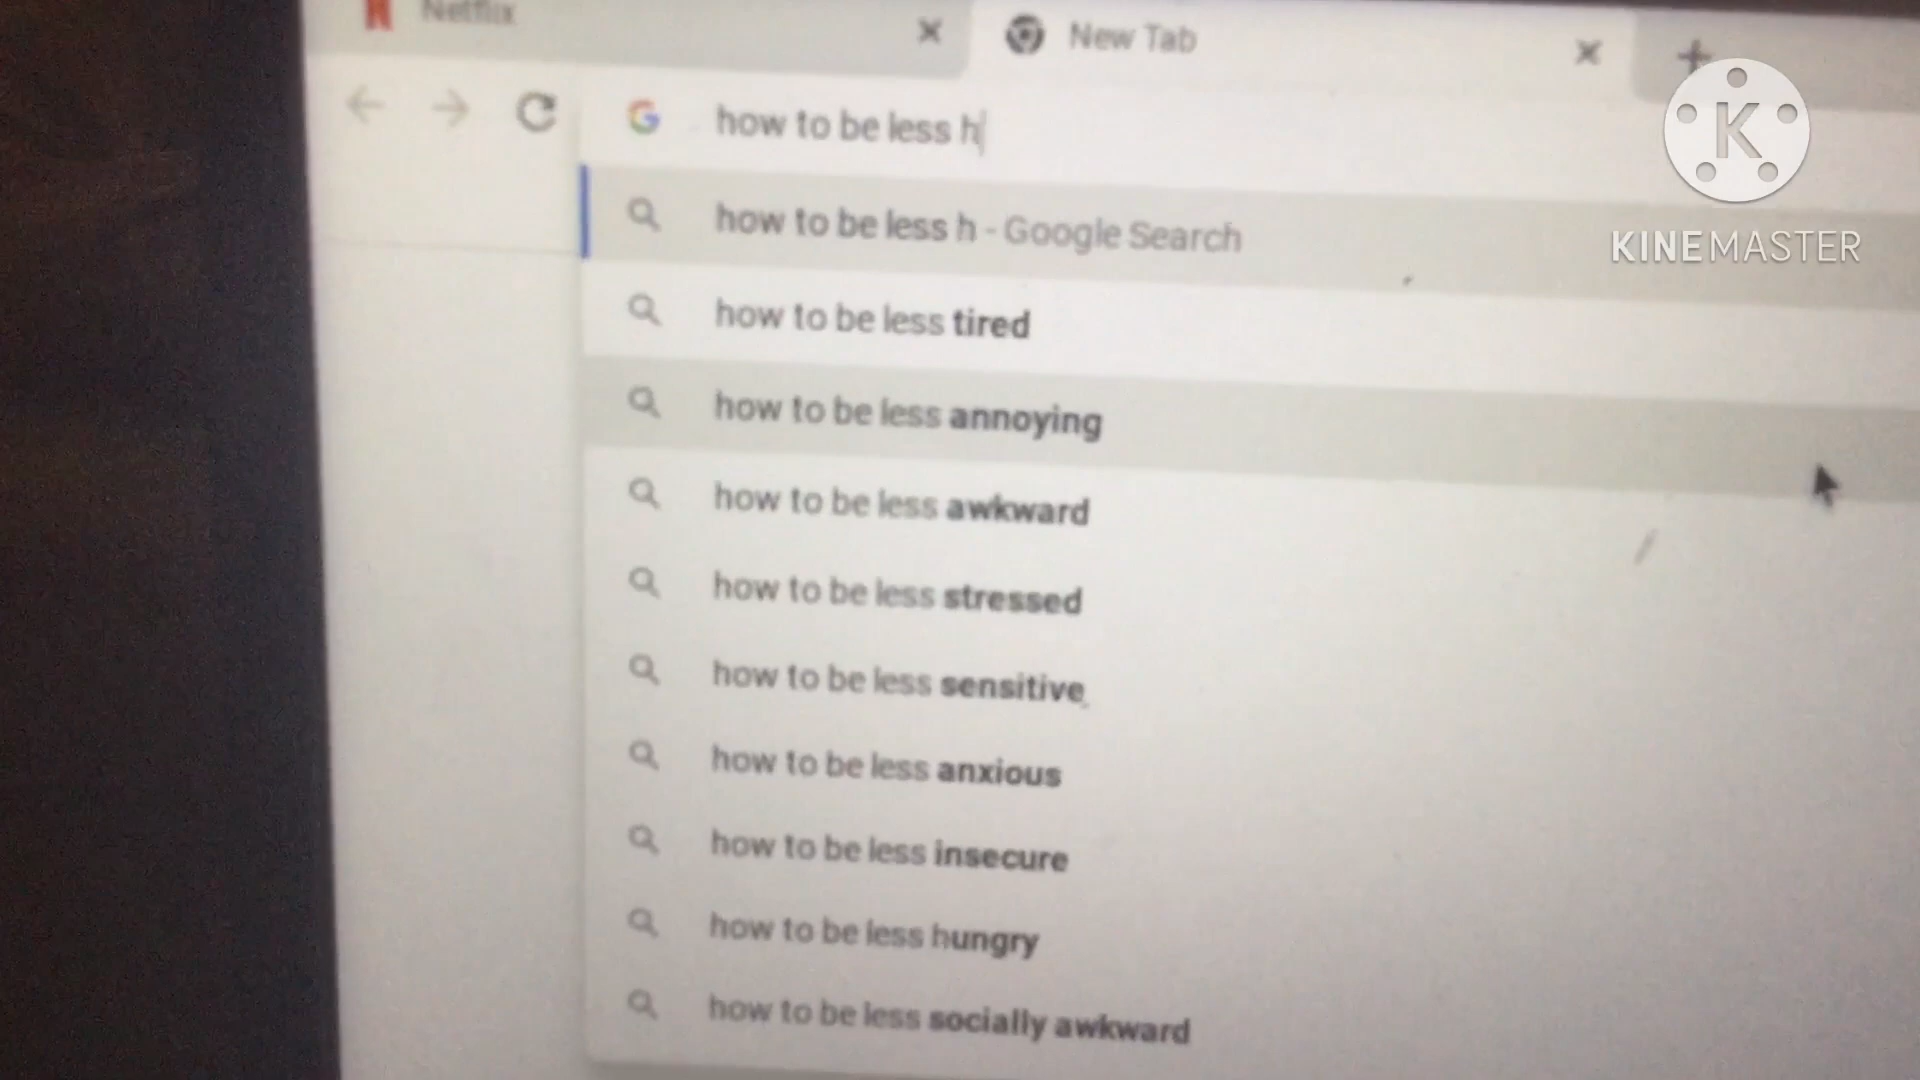 Netflix
New Tab
how to be less h
how to be less h - Google Search
how to be less tired
how to be less annoying
how to be less awkward
how to be less stressed
how to be less sensitive
how to be less anxious
how to be less insecure
how to be less hungry
how to be less socially awkward
K
KINEMASTER